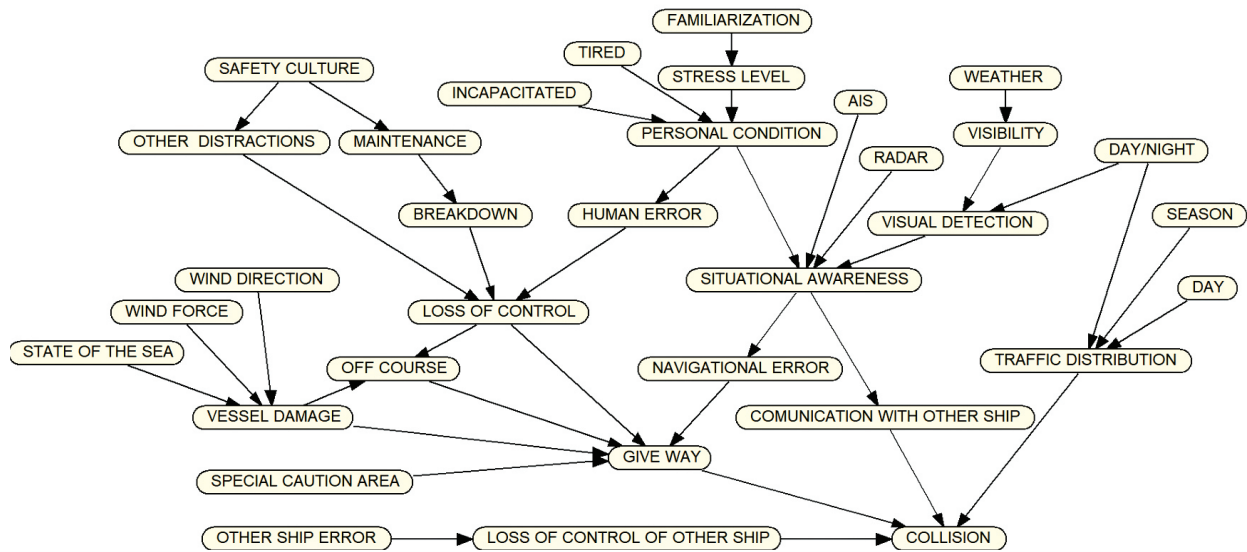 FAMILIARIZATION
TIRED
SAFETY CULTURE
STRESS LEVEL
WEATHER
INCAPACITATED
AIS
OTHER  DISTRACTIONS
MAINTENANCE
PERSONAL CONDITION
VISIBILITY
RADAR
DAY/NIGHT
BREAKDOWN
HUMAN ERROR
VISUAL DETECTION
SEASON
WIND DIRECTION
SITUATIONAL AWARENESS
DAY
WIND FORCE
LOSS OF CONTROL
STATE OF THE SEA
OFF COURSE
NAVIGATIONAL ERROR
TRAFFIC DISTRIBUTION
VESSEL DAMAGE
COMUNICATION WITH OTHER SHIP
GIVE WAY
SPECIAL CAUTION AREA
OTHER SHIP ERROR
LOSS OF CONTROL OF OTHER SHIP
COLLISION